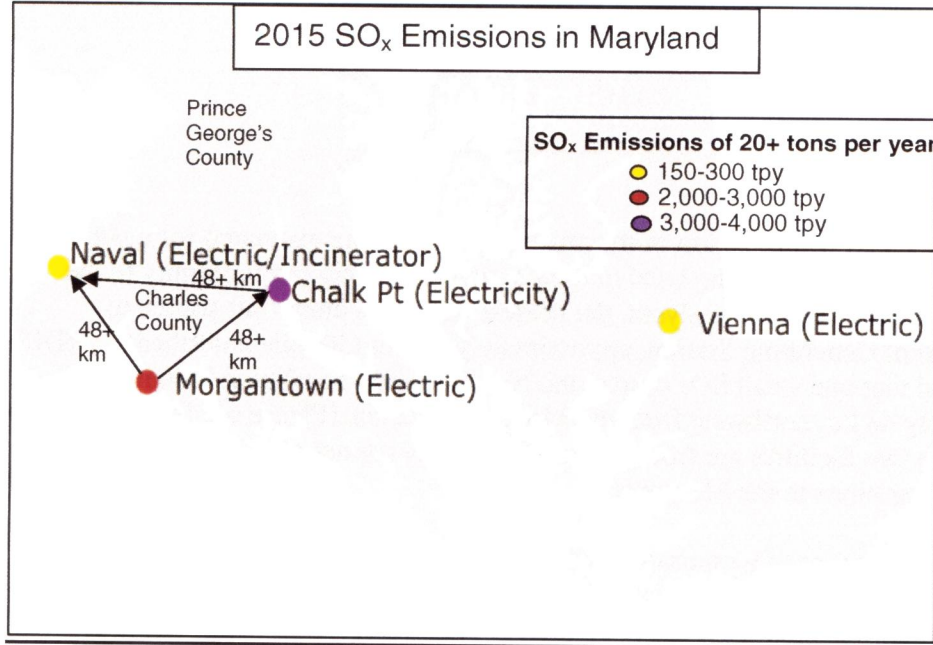 2015 SOx Emissions in Maryland
Prince
George's
County
SOx Emissions of 20+ tons per year
150-300 tpy
2,000-3,000 tpy
3,000-4,000 tpy
Naval (Electric/Incinerator)
48+ km
Chalk Pt (Electricity)
Charles
County
48+
km
48+
km
Vienna (Electric)
Morgantown (Electric)